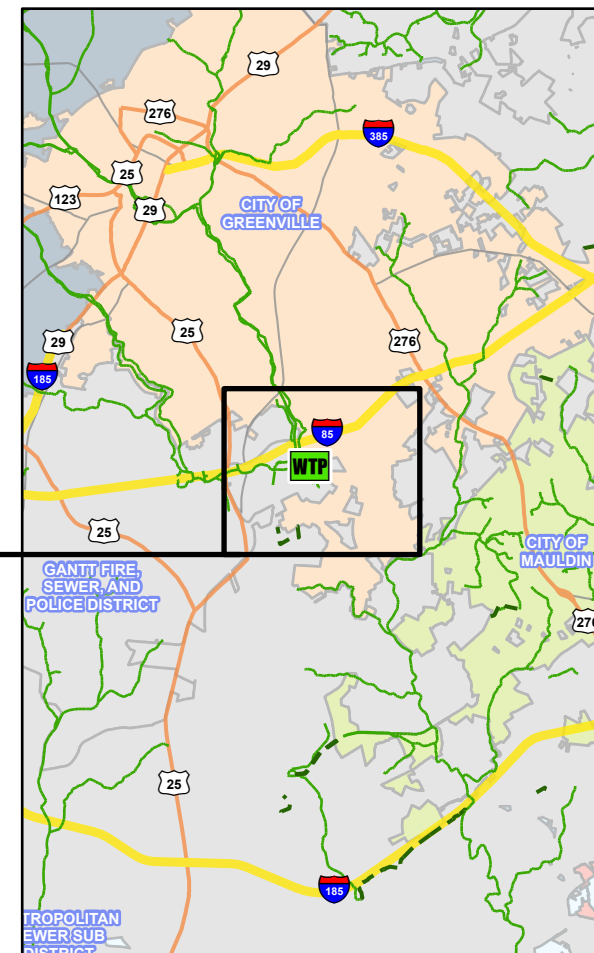 29
276
385
25
123
CITY OF
GREENVILLE
29
25
276
29
185
85
WTP
25
CITY OF
MAULDIN
GANTT FIRE,
SEWER, AND
POLICE DISTRICT
276
25
185
TROPOLITAN
EWER SUB
DISTRICT